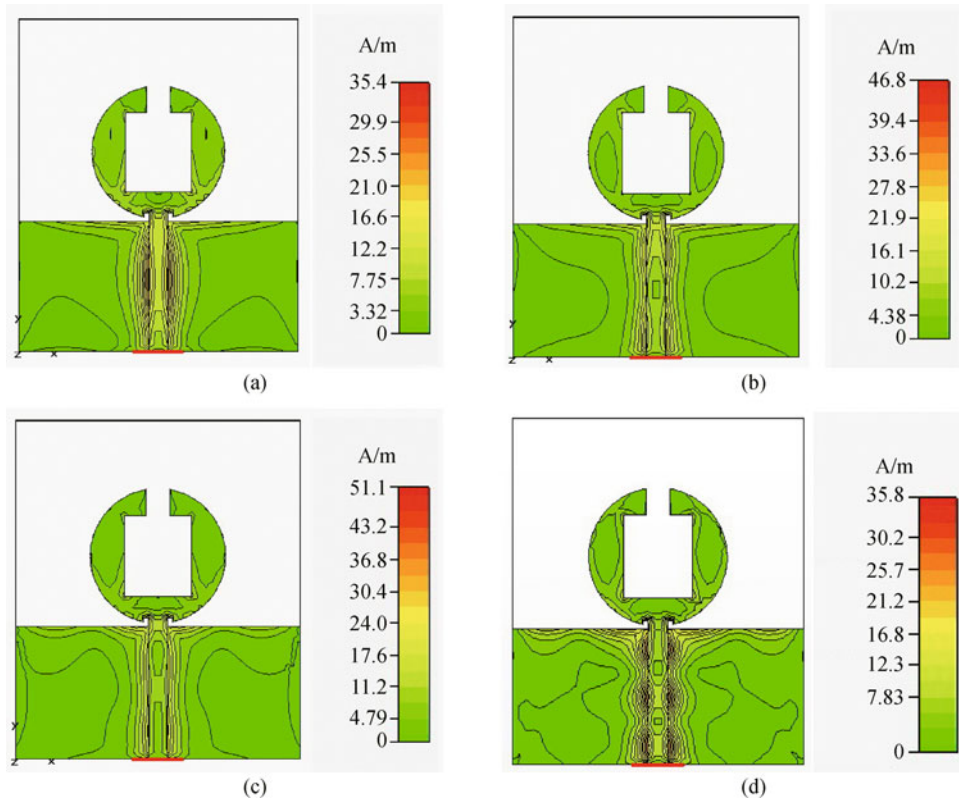 A/m
35.4
29.9
25.5
21.0
16.6
12.2
7.75
3.32
0
Y
Z
X
(a)
A/m
46.8
39.4
33.6
27.8
21.9
16.1
10.2
4.38
0
Y
Z
X
(b)
A/m
51.1
43.2
36.8
30.4
24.0
17.6
11.2
4.79
0
Y
Z
X
(c)
A/m
35.8
30.2
25.7
21.2
16.8
12.3
7.83
0
(d)